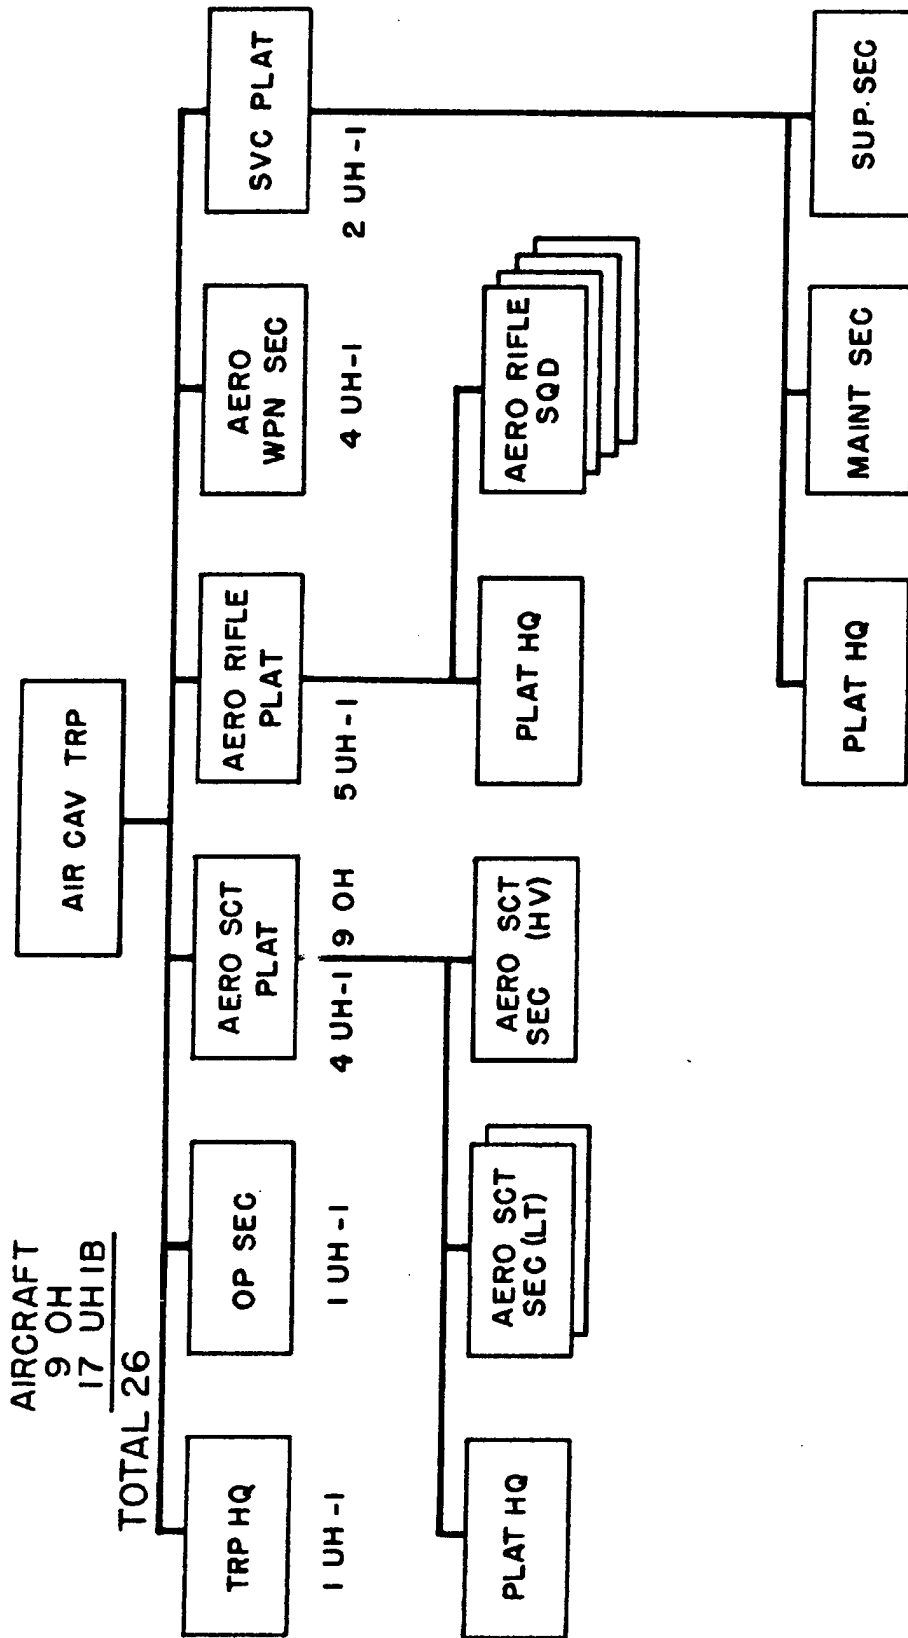 AIRCRAFT
9 OH
17 UH 1B
TOTAL 26
AIR CAV TRP
TRP HQ
OP SEC
AERO SCT
PLAT
AERO RIFLE
PLAT
AERO
WPN SEC
SVC PLAT
1 UH-1
1 UH-1
4 UH-1 9 OH
5 UH-1
4 UH-1
2 UH-1
PLAT HQ
AERO SCT
SEC (LT)
AERO SCT
SEC (HV)
PLAT HQ
AERO RIFLE
SQD
PLAT HQ
MAINT SEC
SUP. SEC